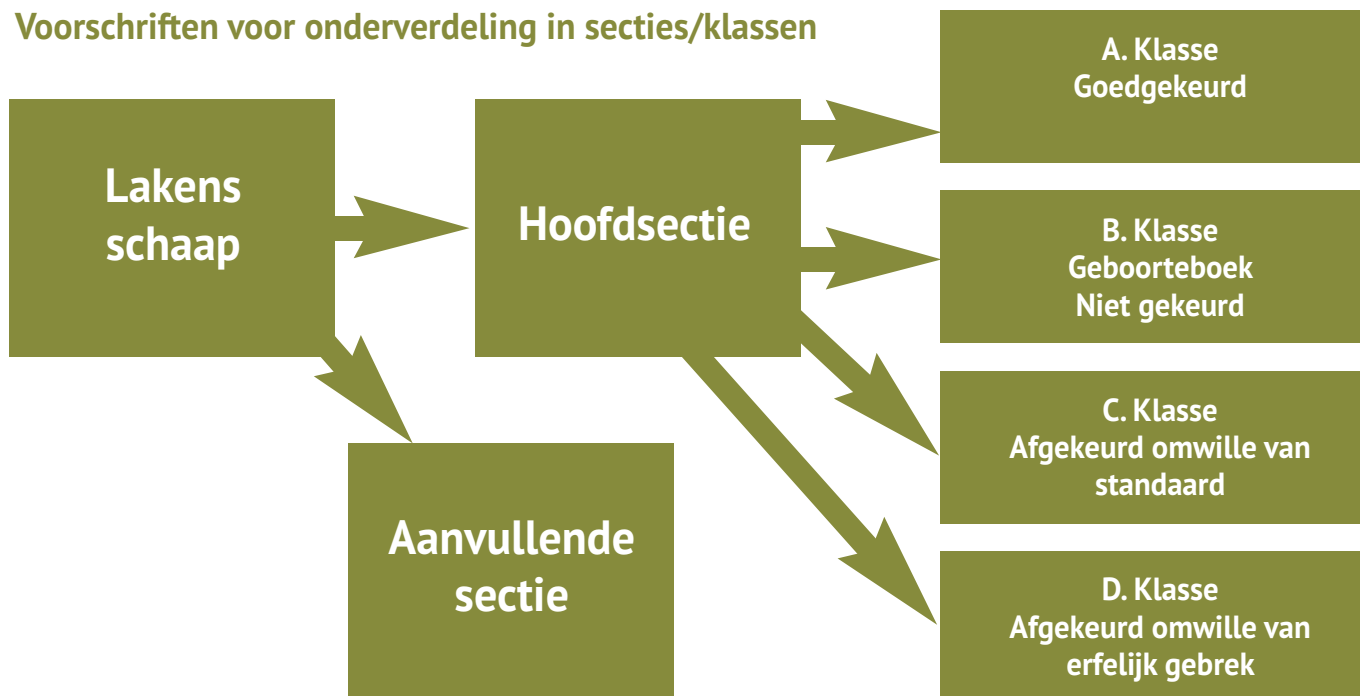 Voorschriften voor onderverdeling in secties/klassen
Lakens
schaap
Hoofdsectie
Aanvullende
sectie
A. Klasse
Goedgekeurd
B. Klasse
Geboorteboek
Niet gekeurd
C. Klasse
Afgekeurd omwille van
standaard
D. Klasse
Afgekeurd omwille van
erfelijk gebrek